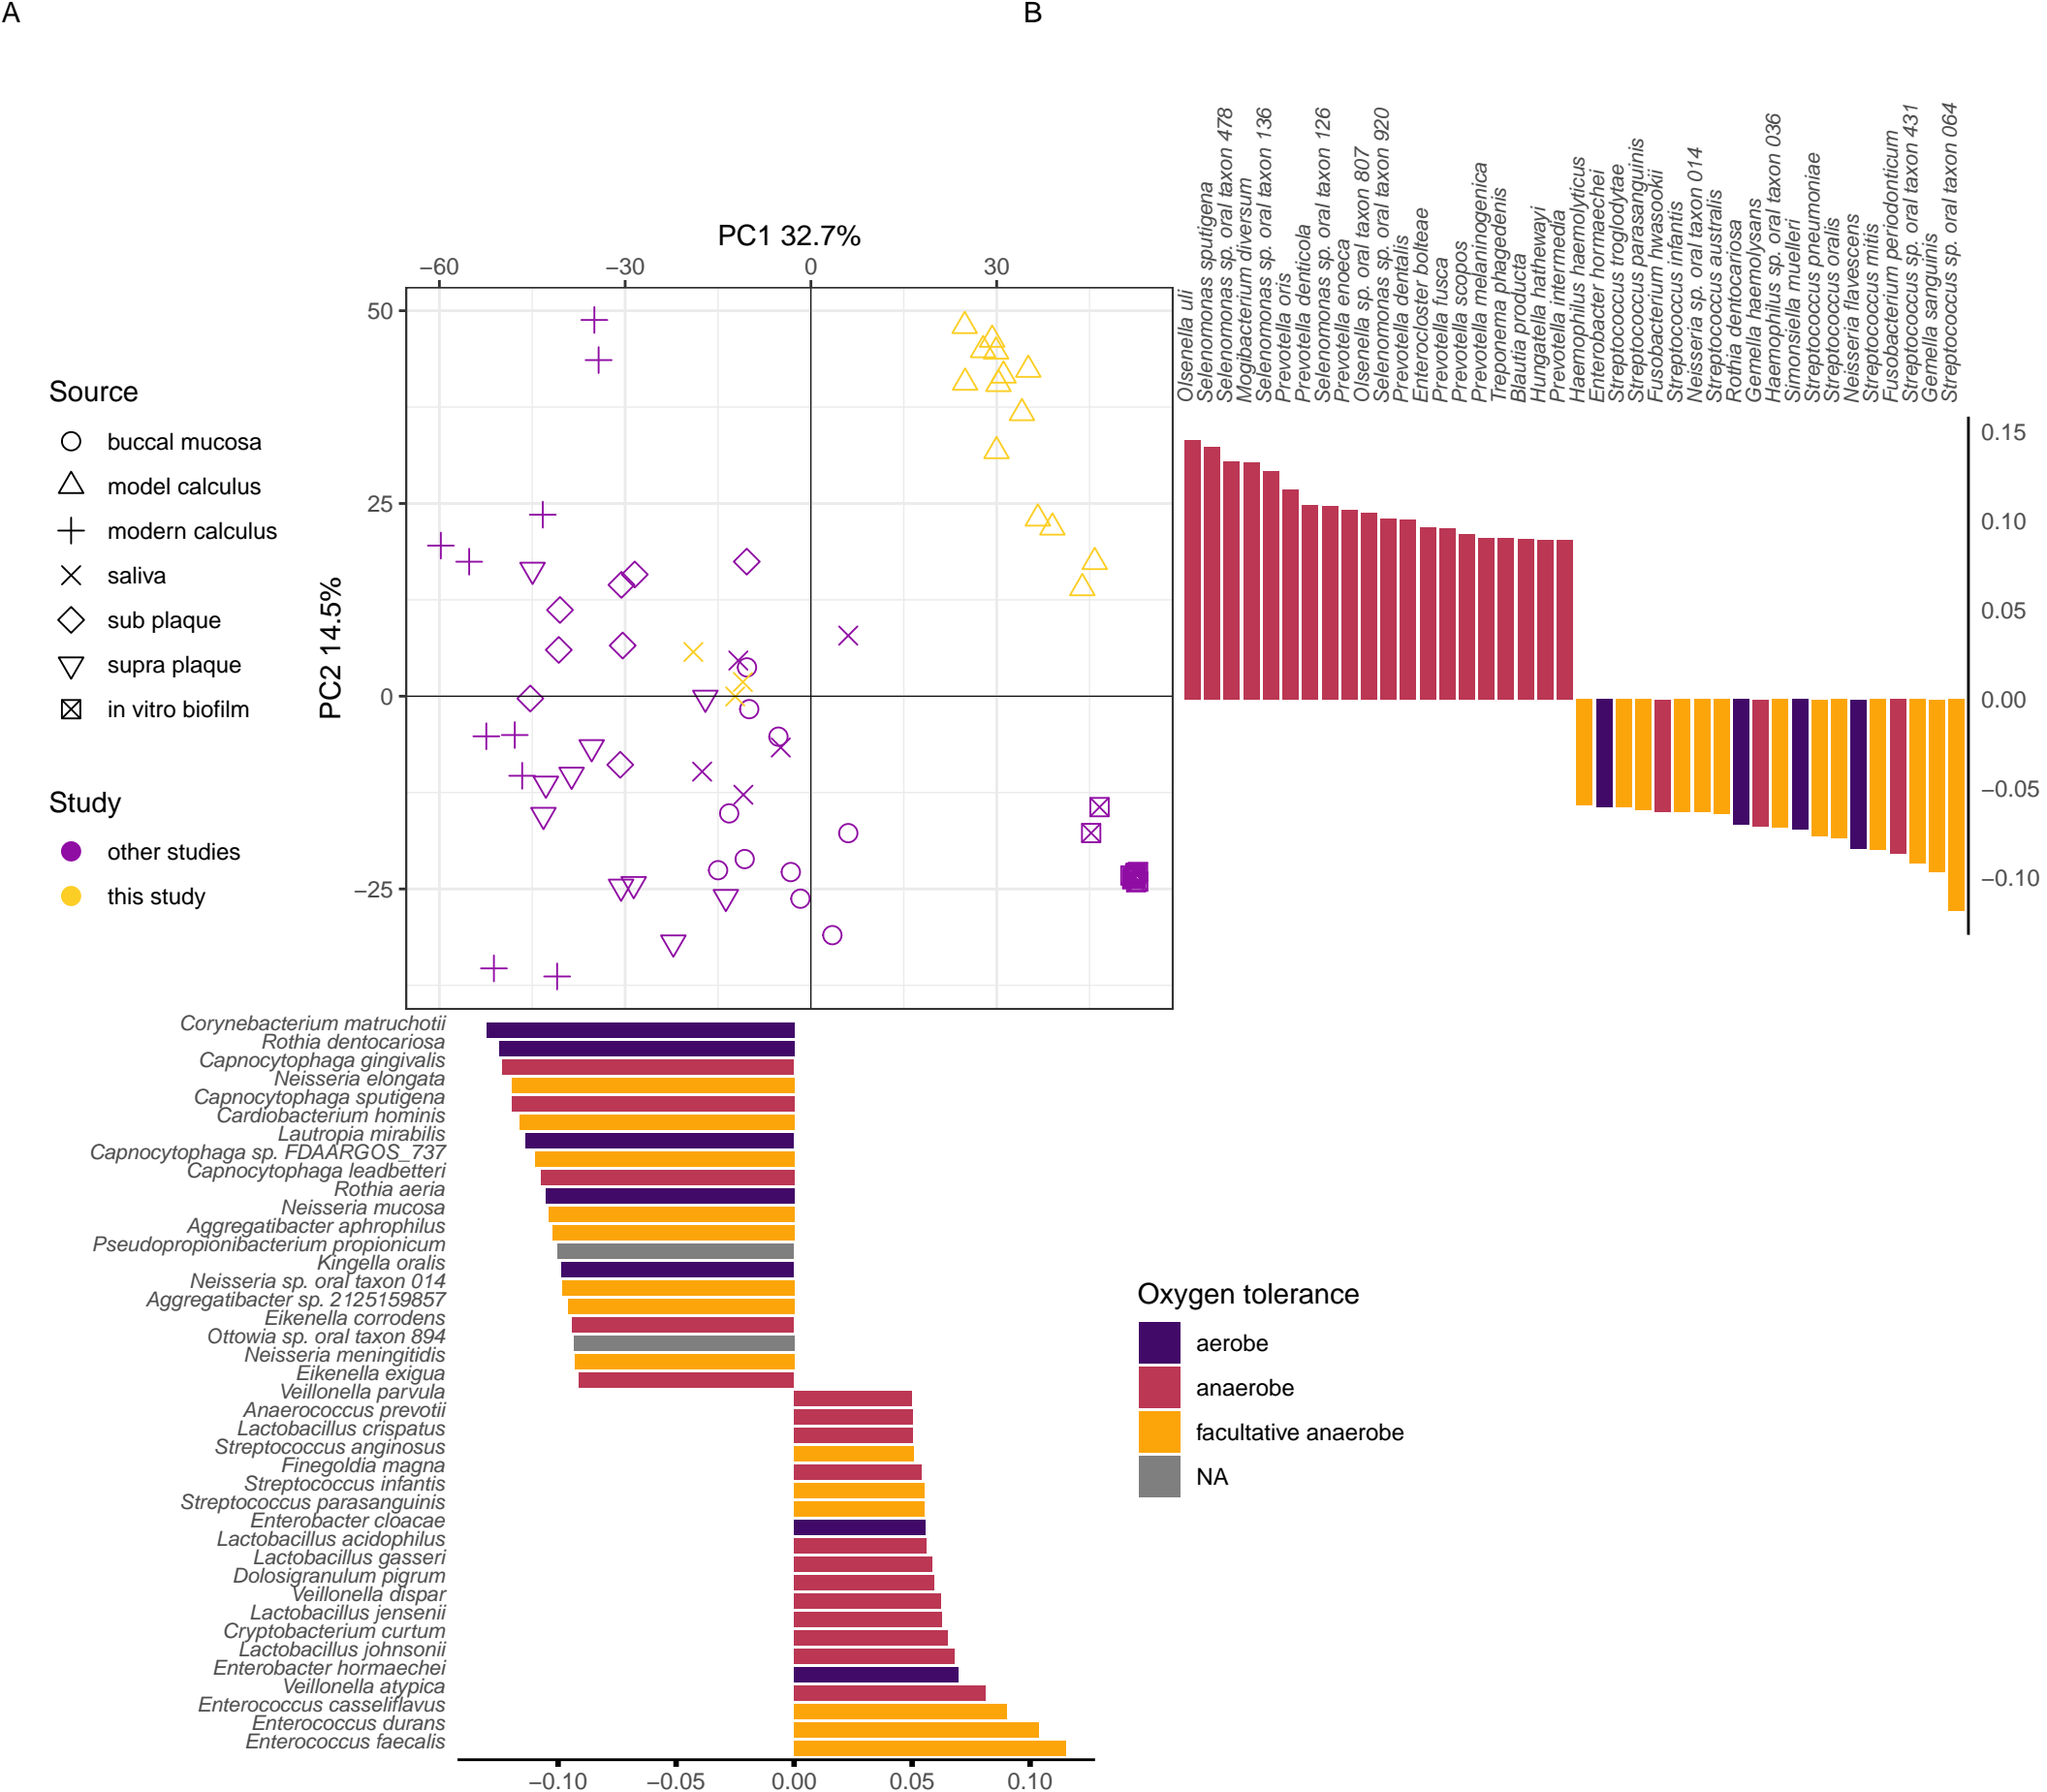 A
B
Olsenella uli
Selenomonas sputigena
Selenomonas sp. oral taxon 478
Mogibacterium diversum
Selenomonas sp. oral taxon 136
Prevotella oris
Prevotella denticola
Selenomonas sp. oral taxon 126
Prevotella enoeca
Olsenella sp. oral taxon 807
Selenomonas sp. oral taxon 920
Prevotella dentalis
Enterocloster bolteae
Prevotella fusca
Prevotella scopos
Prevotella melaninogenica
Treponema phagedenis
Blautia producta
Hungatella hathewayi
Prevotella intermedia
Haemophilus haemolyticus
Enterobacter hormaechei
Streptococcus troglodytae
Streptococcus parasanguinis
Fusobacterium hwasookii
Streptococcus infantis
Neisseria sp. oral taxon 014
Streptococcus australis
Rothia dentocariosa
Gemella haemolysans
Haemophilus sp. oral taxon 036
Simonsiella muelleri
Streptococcus pneumoniae
Streptococcus oralis
Neisseria flavescens
Streptococcus mitis
Fusobacterium periodonticum
Streptococcus sp. oral taxon 431
Gemella sanguinis
Streptococcus sp. oral taxon 064
PC1 32.7%
−60 −30 0 30
PC2 14.5%
50
25
0
−25
Source
buccal mucosa
model calculus
modern calculus
saliva
sub plaque
supra plaque
in vitro biofilm
Study
other studies
this study
0.15
0.10
0.05
0.00
−0.05
−0.10
Corynebacterium matruchotii
Rothia dentocariosa
Capnocytophaga gingivalis
Neisseria elongata
Capnocytophaga sputigena
Cardiobacterium hominis
Lautropia mirabilis
Capnocytophaga sp. FDAARGOS_737
Capnocytophaga leadbetteri
Rothia aeria
Neisseria mucosa
Aggregatibacter aphrophilus
Pseudopropionibacterium propionicum
Kingella oralis
Neisseria sp. oral taxon 014
Aggregatibacter sp. 2125159857
Eikenella corrodens
Ottowia sp. oral taxon 894
Neisseria meningitidis
Eikenella exigua
Veillonella parvula
Anaerococcus prevotii
Lactobacillus crispatus
Streptococcus anginosus
Finegoldia magna
Streptococcus infantis
Streptococcus parasanguinis
Enterobacter cloacae
Lactobacillus acidophilus
Lactobacillus gasseri
Dolosigranulum pigrum
Veillonella dispar
Lactobacillus jensenii
Cryptobacterium curtum
Lactobacillus johnsonii
Enterobacter hormaechei
Veillonella atypica
Enterococcus casseliflavus
Enterococcus durans
Enterococcus faecalis
−0.10 −0.05 0.00 0.05 0.10
Oxygen tolerance
aerobe
anaerobe
facultative anaerobe
NA